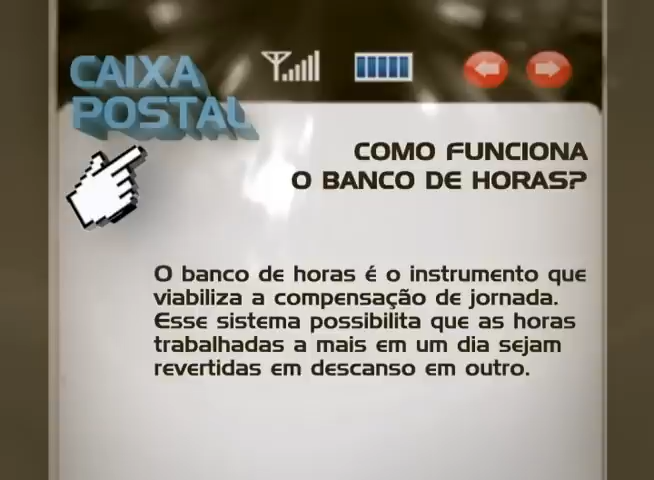 CAIXA
POSTAL
COMO FUNCIONA
O BANCO DE HORAS?
O banco de horas é o instrumento que
viabiliza a compensação de jornada.
Esse sistema possibilita que as horas
trabalhadas a mais em um dia sejam
revertidas em descanso em outro.